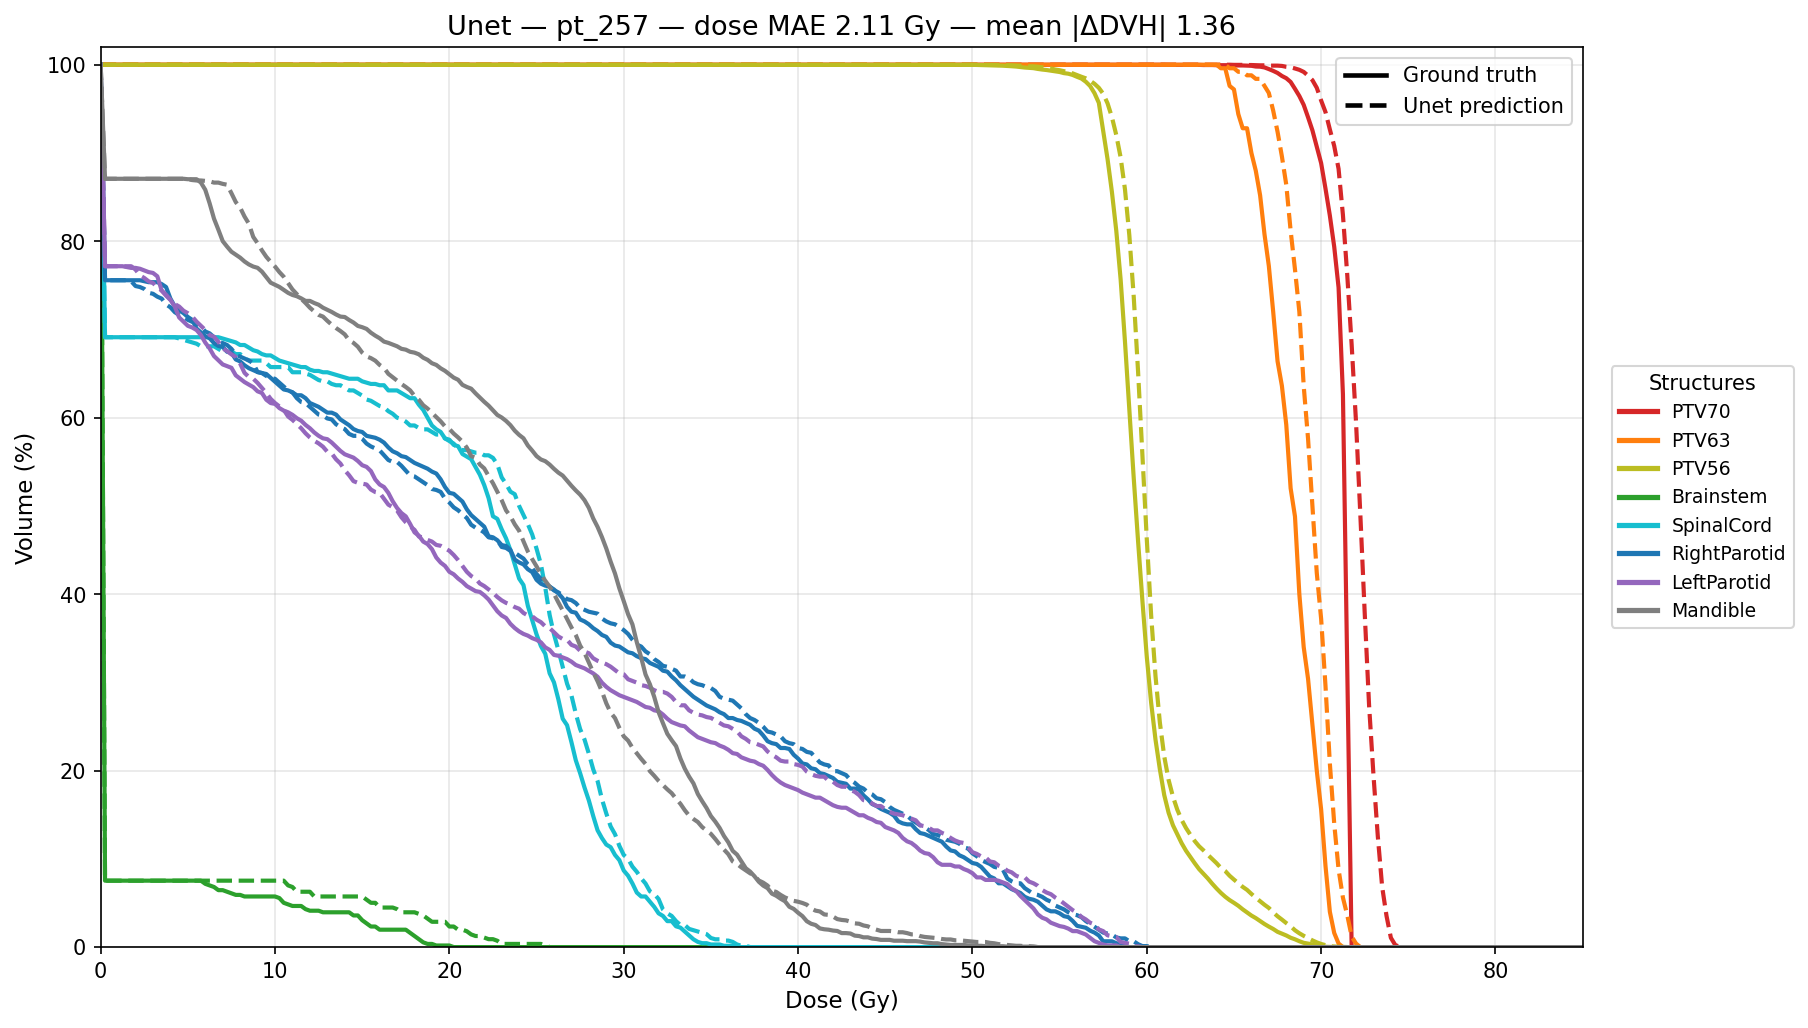 Unet — pt_257 — dose MAE 2.11 Gy — mean |ΔDVH| 1.36
Ground truth
Unet prediction
Structures
PTV70
PTV63
PTV56
Brainstem
SpinalCord
RightParotid
LeftParotid
Mandible
Volume (%)
100
80
60
40
20
0
0 10 20 30 40 50 60 70 80
Dose (Gy)